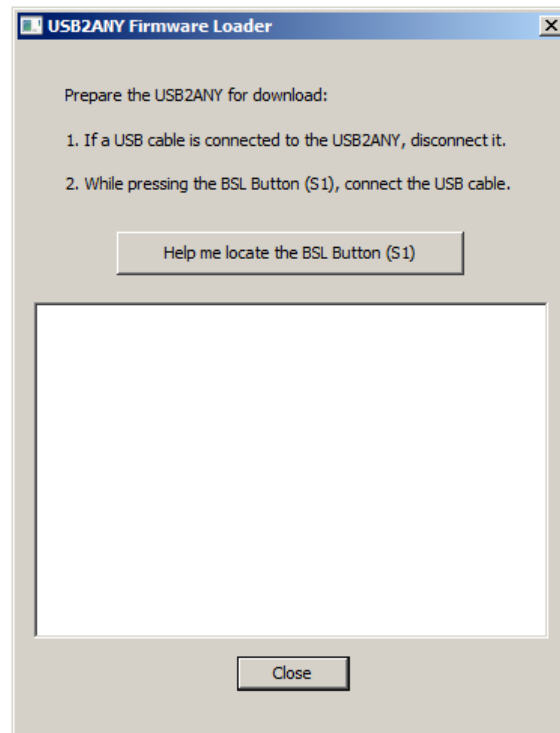 USB2ANY Firmware Loader
Prepare the USB2ANY for download:
1. If a USB cable is connected to the USB2ANY, disconnect it.
2. While pressing the BSL Button (S1), connect the USB cable.
Help me locate the BSL Button (S1)
Close